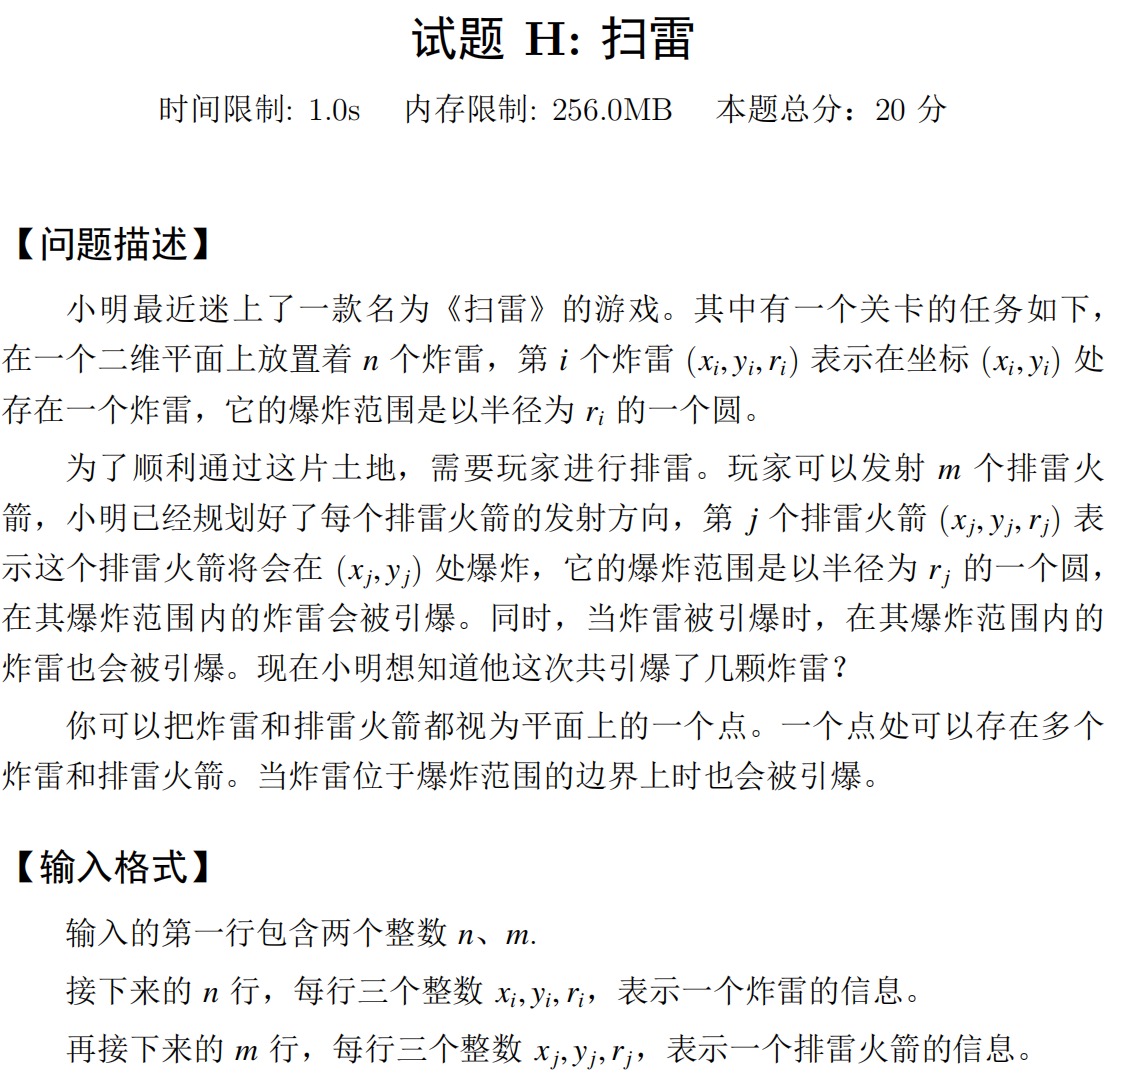 试题 H: 扫雷
时间限制: 1.0s 内存限制: 256.0MB 本题总分：20 分
【问题描述】
小明最近迷上了一款名为《扫雷》的游戏。其中有一个关卡的任务如下，
在一个二维平面上放置着 n 个炸雷，第 i 个炸雷 (xi, yi, ri) 表示在坐标 (xi, yi) 处
存在一个炸雷，它的爆炸范围是以半径为 ri 的一个圆。
为了顺利通过这片土地，需要玩家进行排雷。玩家可以发射 m 个排雷火
箭，小明已经规划好了每个排雷火箭的发射方向，第 j 个排雷火箭 (xj, yj, rj) 表
示这个排雷火箭将会在 (xj, yj) 处爆炸，它的爆炸范围是以半径为 rj 的一个圆，
在其爆炸范围内的炸雷会被引爆。同时，当炸雷被引爆时，在其爆炸范围内的
炸雷也会被引爆。现在小明想知道他这次共引爆了几颗炸雷？
你可以把炸雷和排雷火箭都视为平面上的一个点。一个点处可以存在多个
炸雷和排雷火箭。当炸雷位于爆炸范围的边界上时也会被引爆。
【输入格式】
输入的第一行包含两个整数 n、m.
接下来的 n 行，每行三个整数 xi, yi, ri，表示一个炸雷的信息。
再接下来的 m 行，每行三个整数 xj, yj, rj，表示一个排雷火箭的信息。